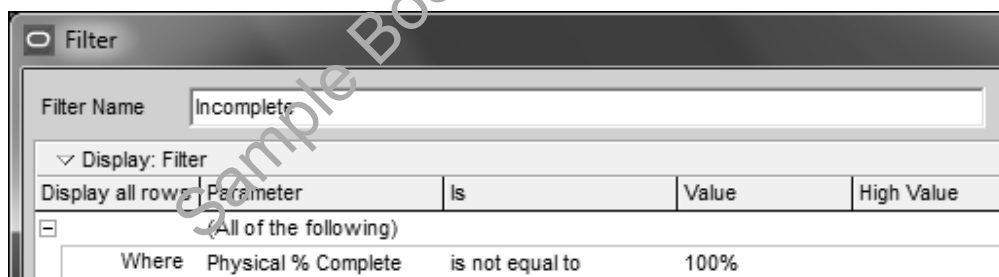 Filter
Filter Name Incomplete
Display: Filter
Display all rows Parameter Is Value High Value
(All of the following)
Where Physical % Complete is not equal to 100%
Sample